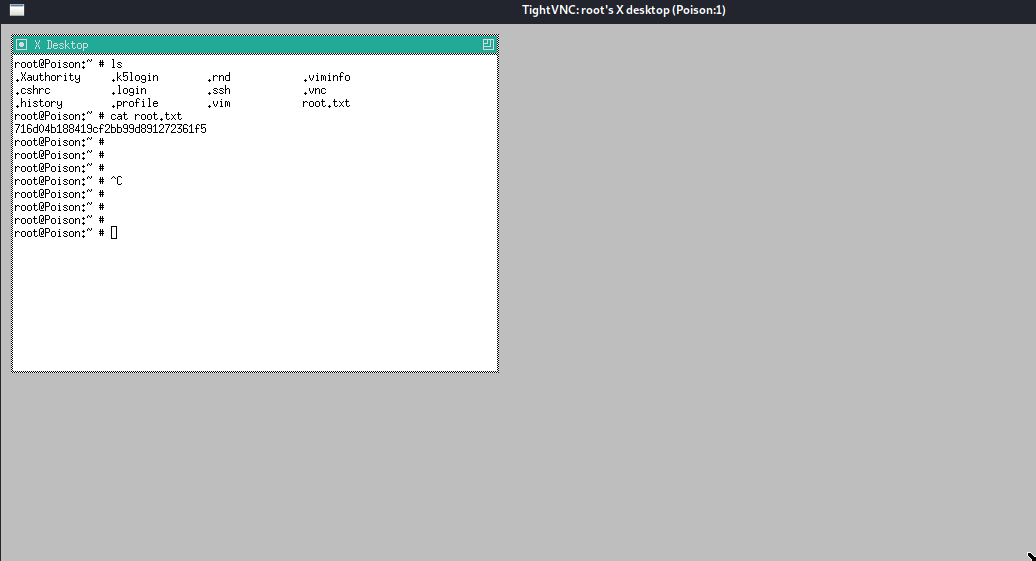 TightVNC: root's X desktop (Poison:1)
X Desktop
root@Poison:~ # ls
.Xauthority .k5login .rnd .viminfo
.cshrc .login .ssh .vnc
.history .profile .vim root.txt
root@Poison:~ # cat root.txt
716d04b188419cf2bb99d891272361f5
root@Poison:~ #
root@Poison:~ #
root@Poison:~ #
root@Poison:~ # ^C
root@Poison:~ #
root@Poison:~ #
root@Poison:~ #
root@Poison:~ #